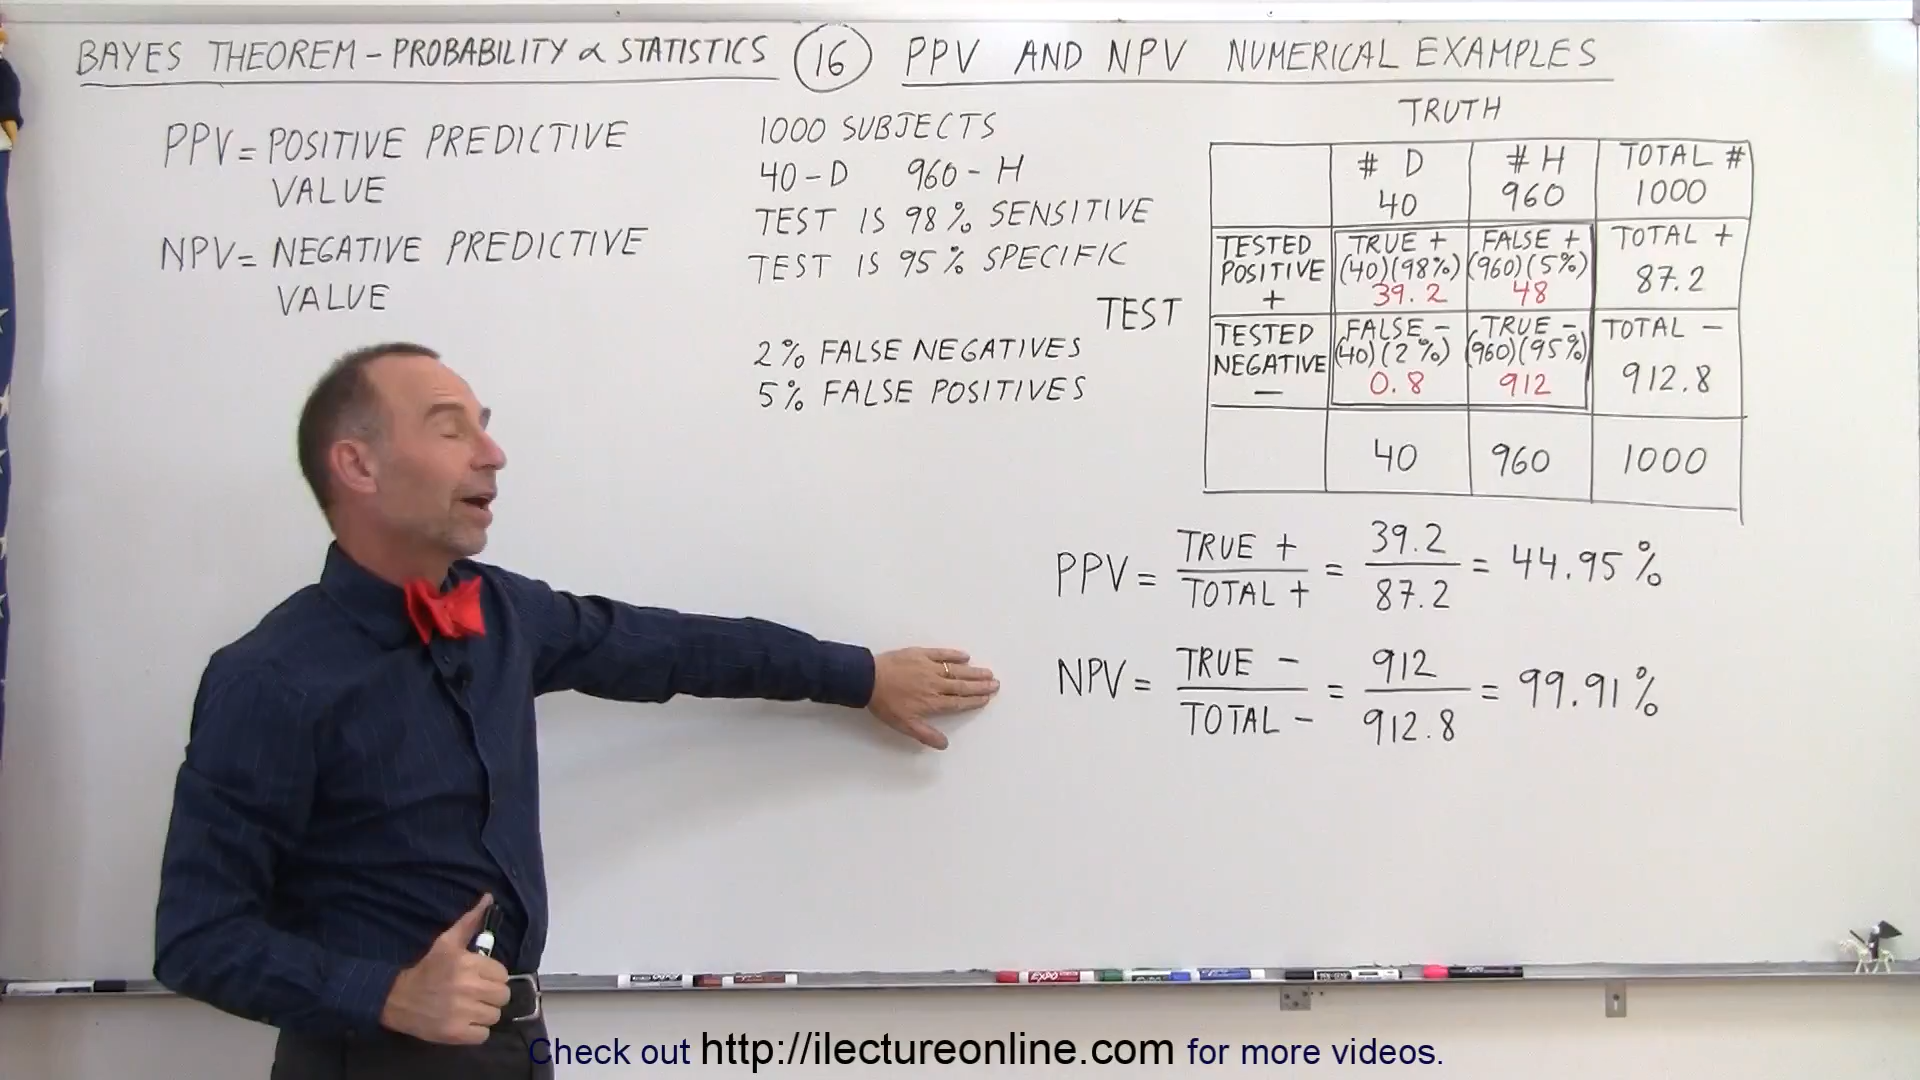 BAYES THEOREM – PROBABILITY & STATISTICS 16 PPV AND NPV NUMERICAL EXAMPLES
PPV = POSITIVE PREDICTIVE
VALUE
NPV = NEGATIVE PREDICTIVE
VALUE
1000 SUBJECTS
40 - D 960 - H
TEST IS 98% SENSITIVE
TEST IS 95% SPECIFIC
2% FALSE NEGATIVES
5% FALSE POSITIVES
TRUTH
TEST
# D # H TOTAL #
40 960 1000
TESTED TRUE + FALSE + TOTAL +
POSITIVE (40)(98%) (960)(5%) 87.2
+ 39.2 48
TESTED FALSE – TRUE – TOTAL –
NEGATIVE (40)(2%) (960)(95%) 912.8
– 0.8 912
40 960 1000
PPV = TRUE + / TOTAL + = 39.2 / 87.2 = 44.95%
NPV = TRUE – / TOTAL – = 912 / 912.8 = 99.91%
EXPO
Check out http://ilectureonline.com for more videos.